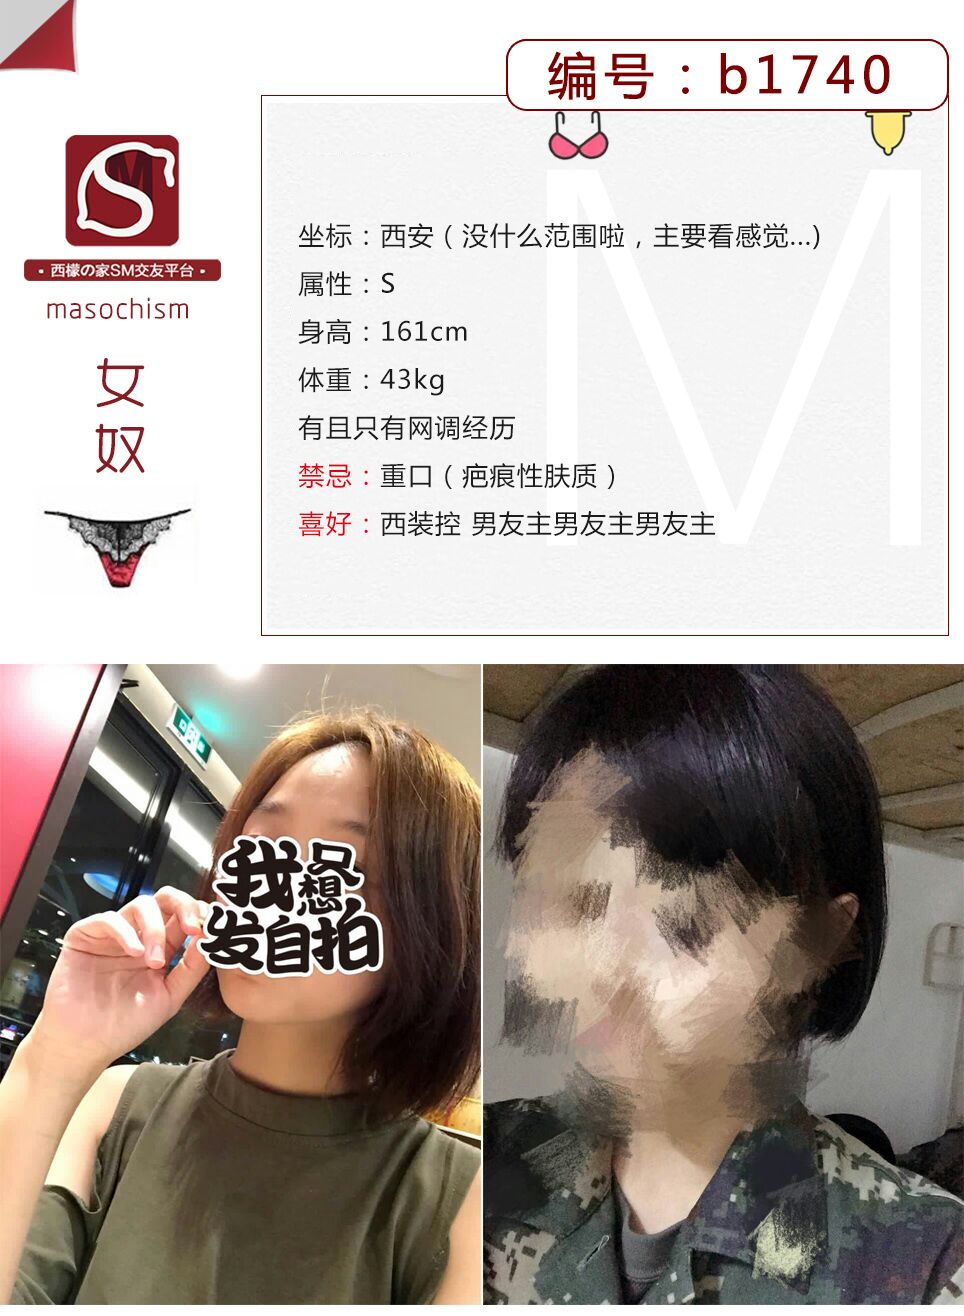 编号：b1740
SM
·西檬の家SM交友平台·
masochism
女
奴
M
坐标：西安（没什么范围啦，主要看感觉...)
属性：S
身高：161cm
体重：43kg
有且只有网调经历
禁忌：重口（疤痕性肤质）
喜好：西装控 男友主男友主男友主
我只想
发自拍